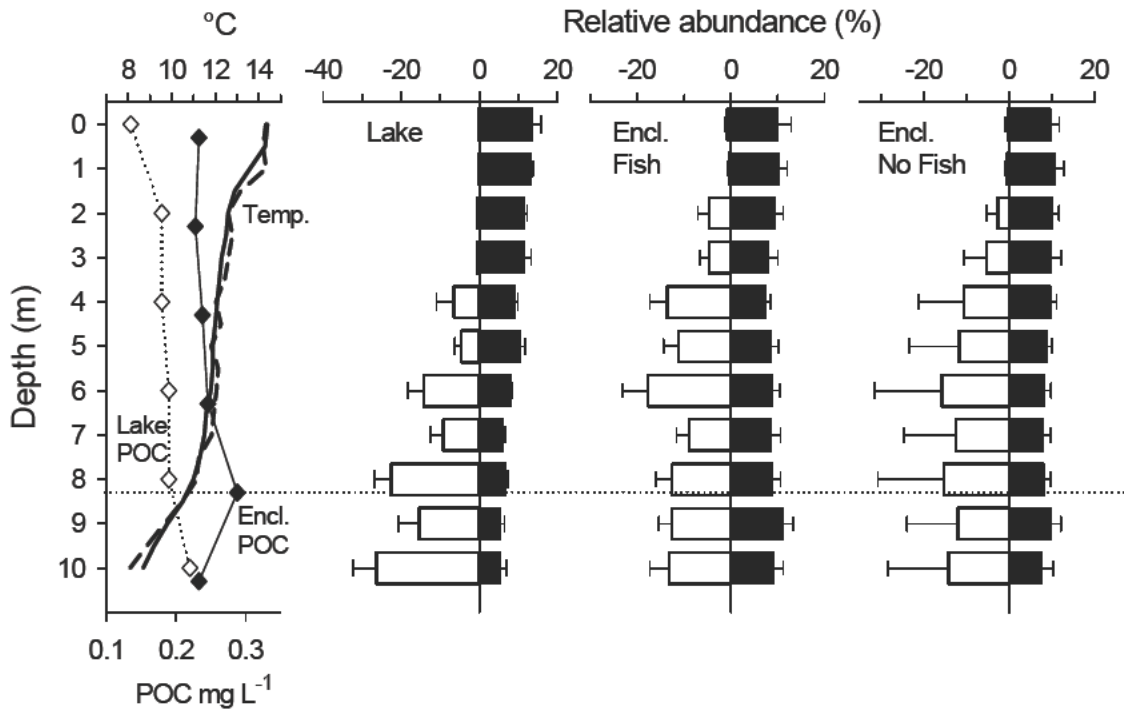 °C
Relative abundance (%)
8 10 12 14
-40 -20 0 20
-20 0 20
-20 0 20
Lake
Encl.
Fish
Encl.
No Fish
Temp.
Lake
POC
Encl.
POC
Depth (m)
0
1
2
3
4
5
6
7
8
9
10
0.1 0.2 0.3
POC mg L⁻¹